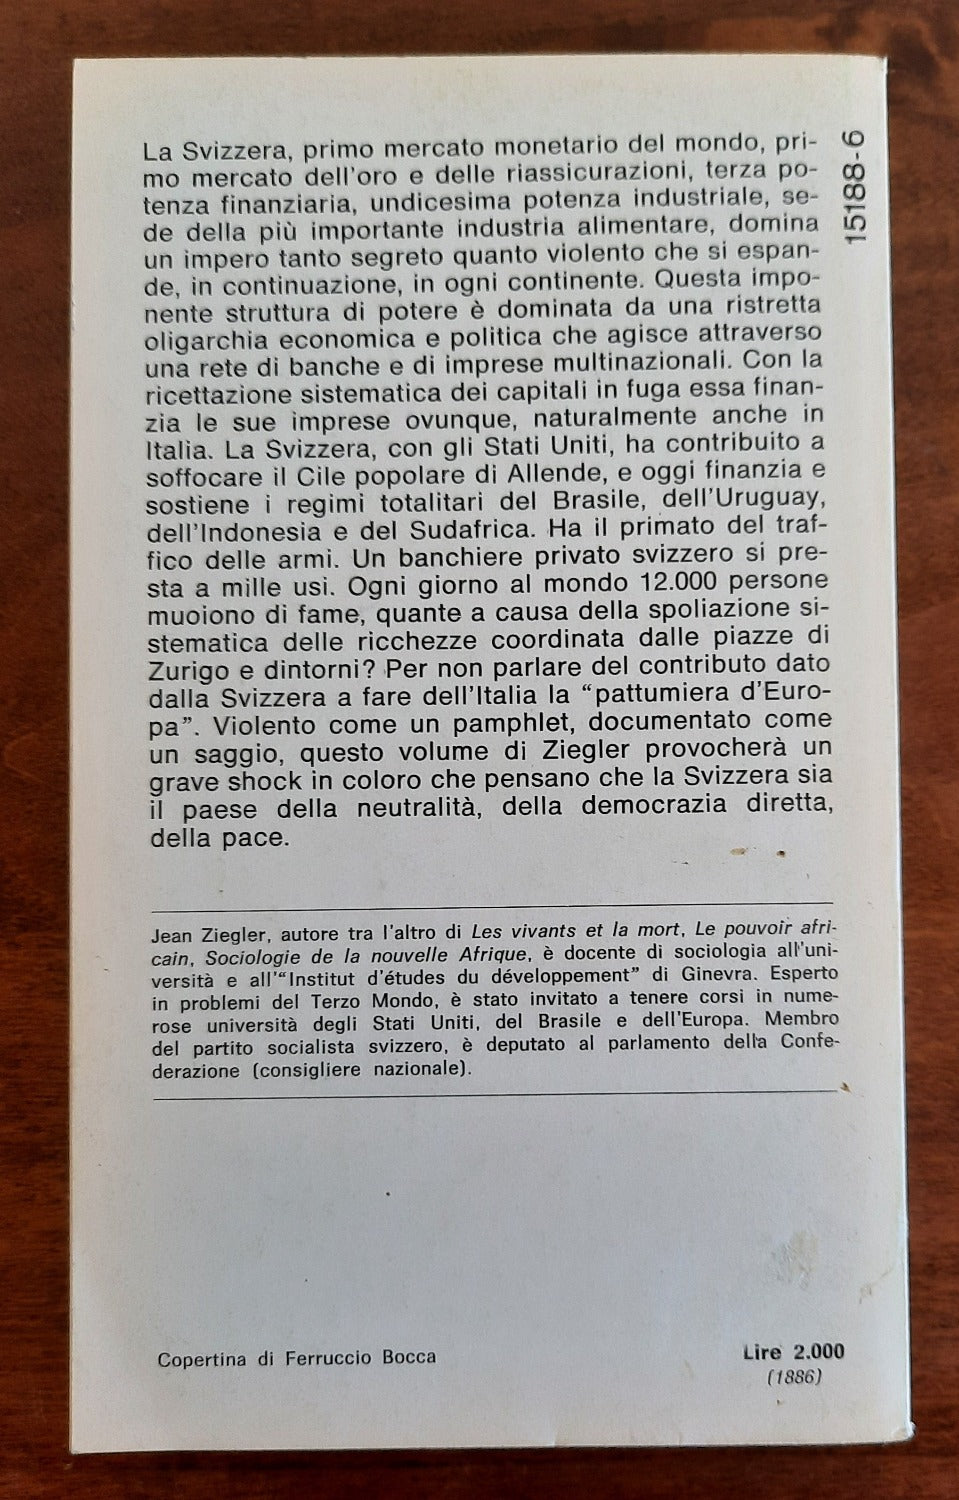 La Svizzera, primo mercato monetario del mondo, pri-
mo mercato dell'oro e delle riassicurazioni, terza po-
tenza finanziaria, undicesima potenza industriale, se-
de della più importante industria alimentare, domina
un impero tanto segreto quanto violento che si espan-
de, in continuazione, in ogni continente. Questa impo-
nente struttura di potere è dominata da una ristretta
oligarchia economica e politica che agisce attraverso
una rete di banche e di imprese multinazionali. Con la
ricettazione sistematica dei capitali in fuga essa finan-
zia le sue imprese ovunque, naturalmente anche in
Italia. La Svizzera, con gli Stati Uniti, ha contribuito a
soffocare il Cile popolare di Allende, e oggi finanzia e
sostiene i regimi totalitari del Brasile, dell'Uruguay,
dell'Indonesia e del Sudafrica. Ha il primato del traf-
fico delle armi. Un banchiere privato svizzero si pre-
sta a mille usi. Ogni giorno al mondo 12.000 persone
muoiono di fame, quante a causa della spoliazione si-
stematica delle ricchezze coordinata dalle piazze di
Zurigo e dintorni? Per non parlare del contributo dato
dalla Svizzera a fare dell'Italia la “pattumiera d'Euro-
pa”. Violento come un pamphlet, documentato come
un saggio, questo volume di Ziegler provocherà un
grave shock in coloro che pensano che la Svizzera sia
il paese della neutralità, della democrazia diretta,
della pace.
15188-6
Jean Ziegler, autore tra l'altro di Les vivants et la mort, Le pouvoir afri-
cain, Sociologie de la nouvelle Afrique, è docente di sociologia all'uni-
versità e all'“Institut d'études du développement” di Ginevra. Esperto
in problemi del Terzo Mondo, è stato invitato a tenere corsi in nume-
rose università degli Stati Uniti, del Brasile e dell'Europa. Membro
del partito socialista svizzero, è deputato al parlamento della Confe-
derazione (consigliere nazionale).
Copertina di Ferruccio Bocca
Lire 2.000
(1886)